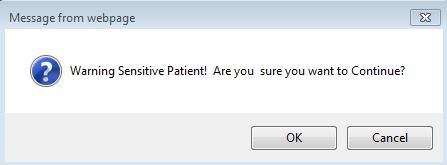 Message from webpage
Warning Sensitive Patient!  Are you  sure you want to Continue?
OK
Cancel